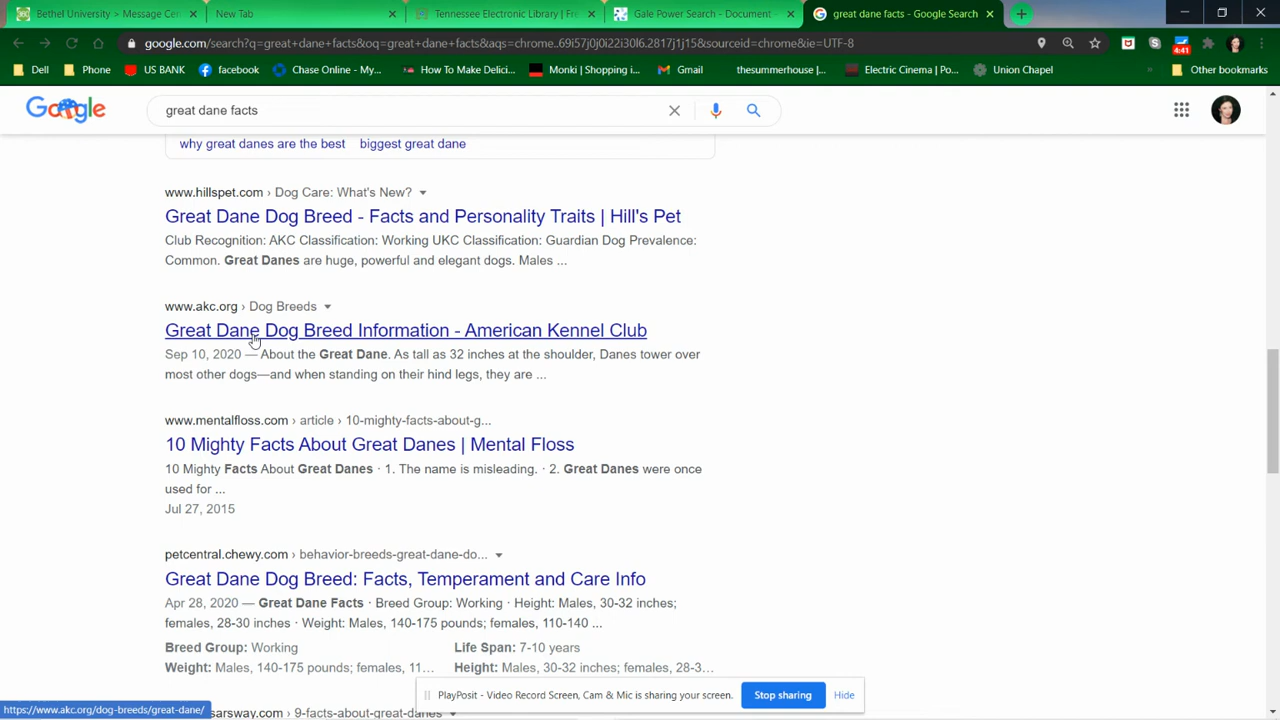 Bethel University > Message Cen
New Tab
Tennessee Electronic Library | Fr
Gale Power Search - Document -
great dane facts - Google Search
google.com/search?q=great+dane+facts&oq=great+dane+facts&aqs=chrome..69i57j0j0i22i30l6.2817j1j15&sourceid=chrome&ie=UTF-8
4:41
Dell
Phone
US BANK
facebook
Chase Online - My...
How To Make Delici...
Monki | Shopping i...
Gmail
thesummerhouse |...
Electric Cinema | Po...
Union Chapel
Other bookmarks
Google
great dane facts
why great danes are the best
biggest great dane
www.hillspet.com › Dog Care: What's New?
Great Dane Dog Breed - Facts and Personality Traits | Hill's Pet
Club Recognition: AKC Classification: Working UKC Classification: Guardian Dog Prevalence:
Common. Great Danes are huge, powerful and elegant dogs. Males ...
www.akc.org › Dog Breeds
Great Dane Dog Breed Information - American Kennel Club
Sep 10, 2020 — About the Great Dane. As tall as 32 inches at the shoulder, Danes tower over
most other dogs—and when standing on their hind legs, they are ...
www.mentalfloss.com › article › 10-mighty-facts-about-g...
10 Mighty Facts About Great Danes | Mental Floss
10 Mighty Facts About Great Danes · 1. The name is misleading. · 2. Great Danes were once
used for ...
Jul 27, 2015
petcentral.chewy.com › behavior-breeds-great-dane-do...
Great Dane Dog Breed: Facts, Temperament and Care Info
Apr 28, 2020 — Great Dane Facts · Breed Group: Working · Height: Males, 30-32 inches;
females, 28-30 inches · Weight: Males, 140-175 pounds; females, 110-140 ...
Breed Group: Working
Life Span: 7-10 years
Weight: Males, 140-175 pounds; females, 11...
Height: Males, 30-32 inches; females, 28-3...
PlayPosit - Video Record Screen, Cam & Mic is sharing your screen.
Stop sharing
Hide
https://www.akc.org/dog-breeds/great-dane/
sarsway.com › 9-facts-about-great-danes